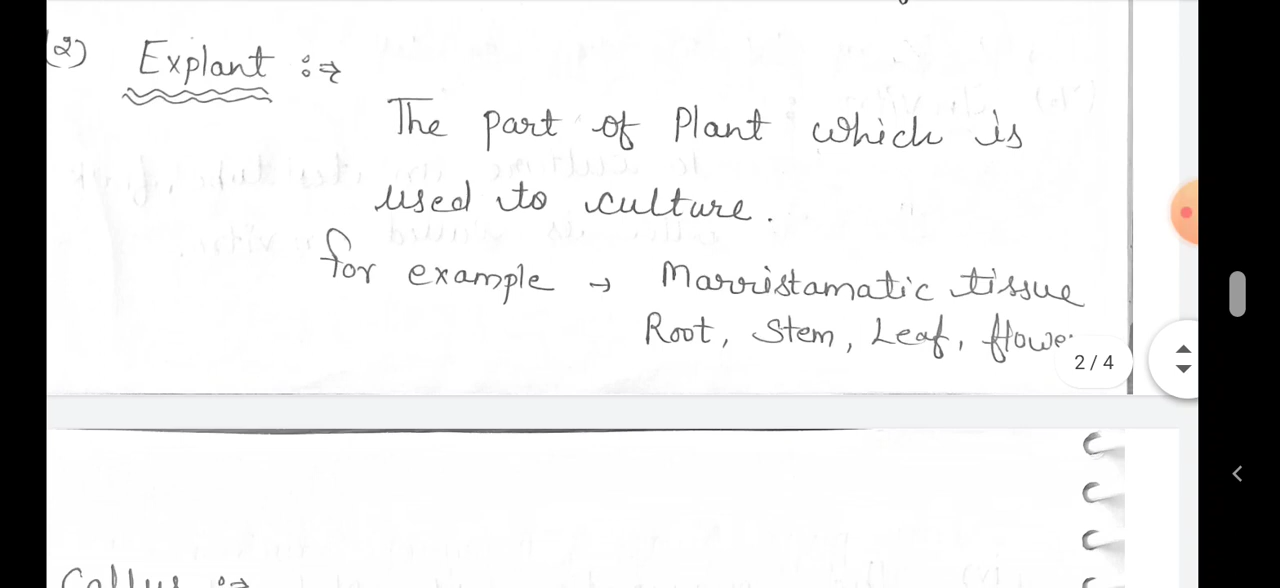 (2) Explant :⇒
The part of Plant which is
used to culture.
for example → Marristamatic tissue
Root, Stem, Leaf, flowe
2 / 4
Callus :⇒